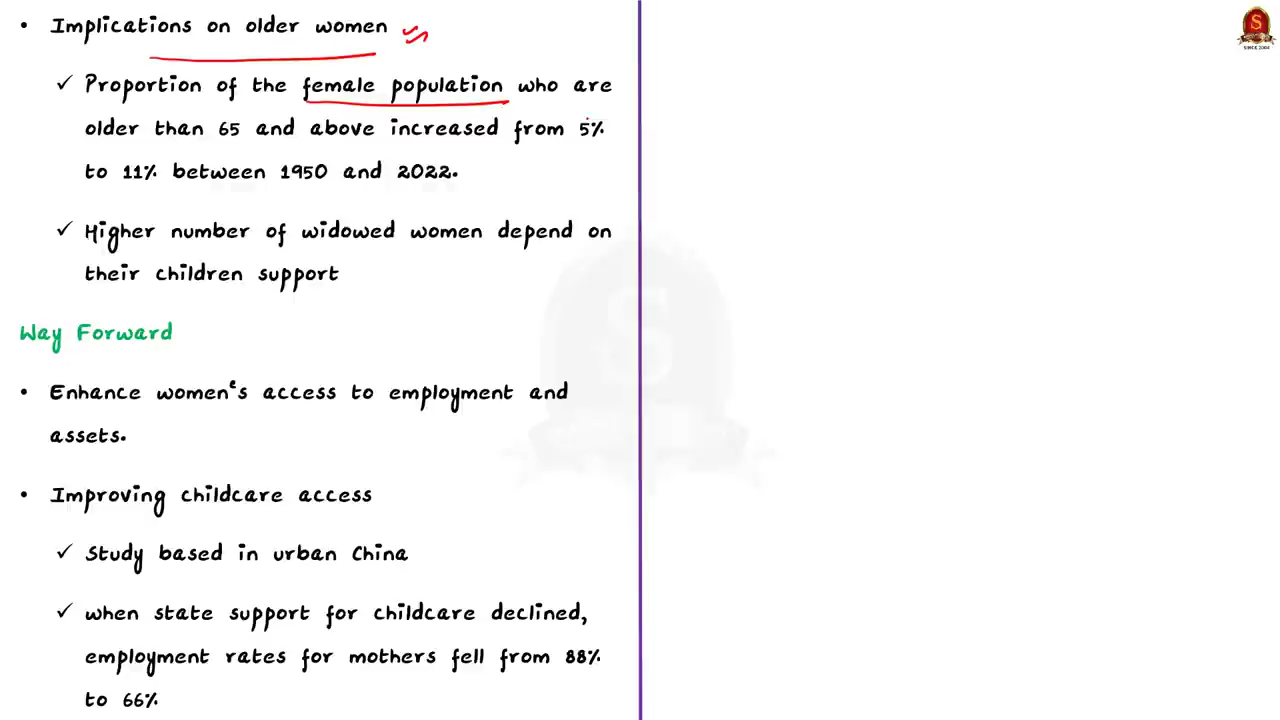 • Implications on older women
✓ Proportion of the female population who are
older than 65 and above increased from 5%
to 11% between 1950 and 2022.
✓ Higher number of widowed women depend on
their children support
Way Forward
• Enhance women's access to employment and
assets.
• Improving childcare access
✓ Study based in urban China
✓ when state support for childcare declined,
employment rates for mothers fell from 88%
to 66%
S
SINCE 2004
S